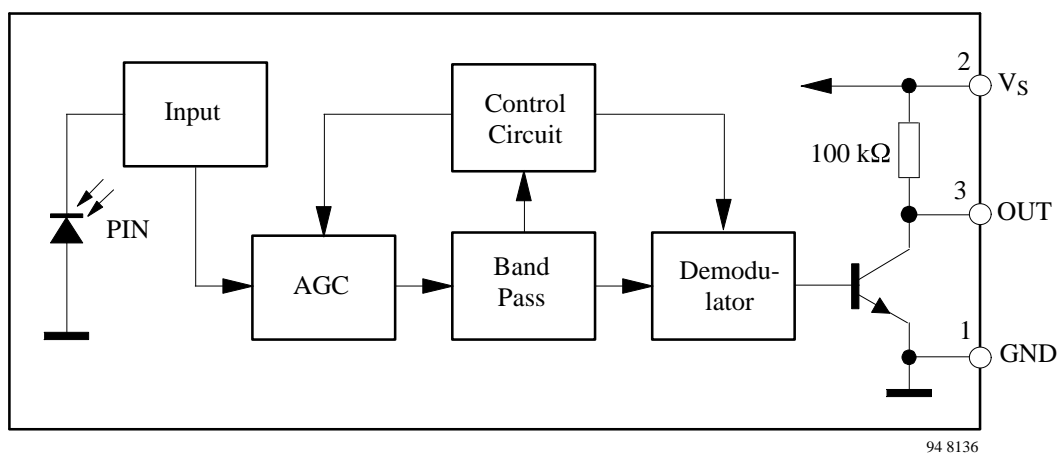 Input
Control
Circuit
2
V_S
100 kΩ
3
OUT
PIN
AGC
Band
Pass
Demodu-
lator
1
GND
94 8136